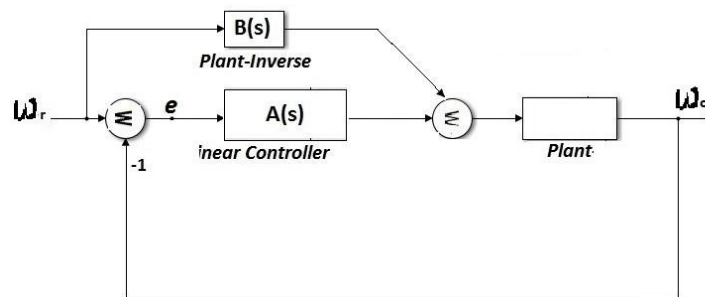 B(s)
Plant-Inverse
ω r
e
A(s)
ω o
-1
inear Controller
Plant-